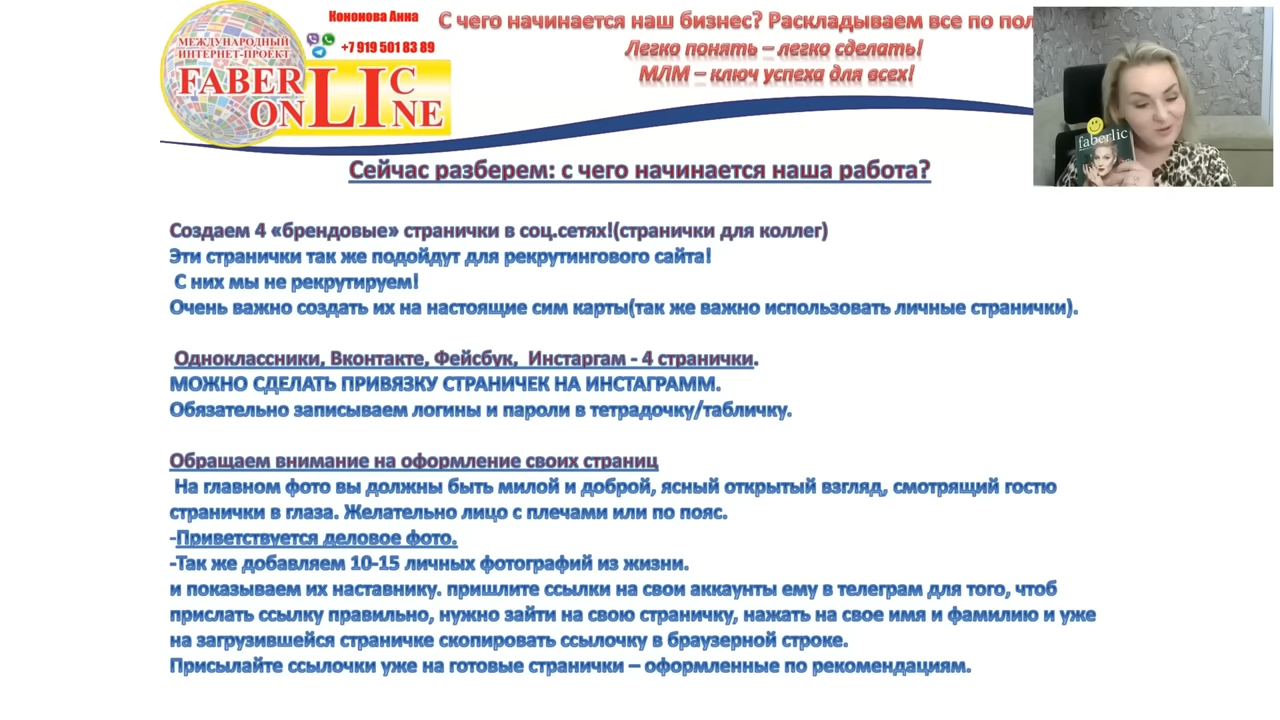 Кононова Анна
+7 919 501 83 89
МЕЖДУНАРОДНЫЙ
ИНТЕРНЕТ-ПРОЕКТ
FABERLIC
ONLINE
С чего начинается наш бизнес? Раскладываем все по пол
Легко понять – легко сделать!
МЛМ – ключ успеха для всех!
faberlic
Сейчас разберем: с чего начинается наша работа?
Создаем 4 «брендовые» странички в соц.сетях!(странички для коллег)
Эти странички так же подойдут для рекрутингового сайта!
С них мы не рекрутируем!
Очень важно создать их на настоящие сим карты(так же важно использовать личные странички).
Одноклассники, Вконтакте, Фейсбук, Инстаргам - 4 странички.
МОЖНО СДЕЛАТЬ ПРИВЯЗКУ СТРАНИЧЕК НА ИНСТАГРАММ.
Обязательно записываем логины и пароли в тетрадочку/табличку.
Обращаем внимание на оформление своих страниц
На главном фото вы должны быть милой и доброй, ясный открытый взгляд, смотрящий гостю
странички в глаза. Желательно лицо с плечами или по пояс.
-Приветствуется деловое фото.
-Так же добавляем 10-15 личных фотографий из жизни.
и показываем их наставнику. пришлите ссылки на свои аккаунты ему в телеграм для того, чтоб
прислать ссылку правильно, нужно зайти на свою страничку, нажать на свое имя и фамилию и уже
на загрузившейся страничке скопировать ссылочку в браузерной строке.
Присылайте ссылочки уже на готовые странички – оформленные по рекомендациям.